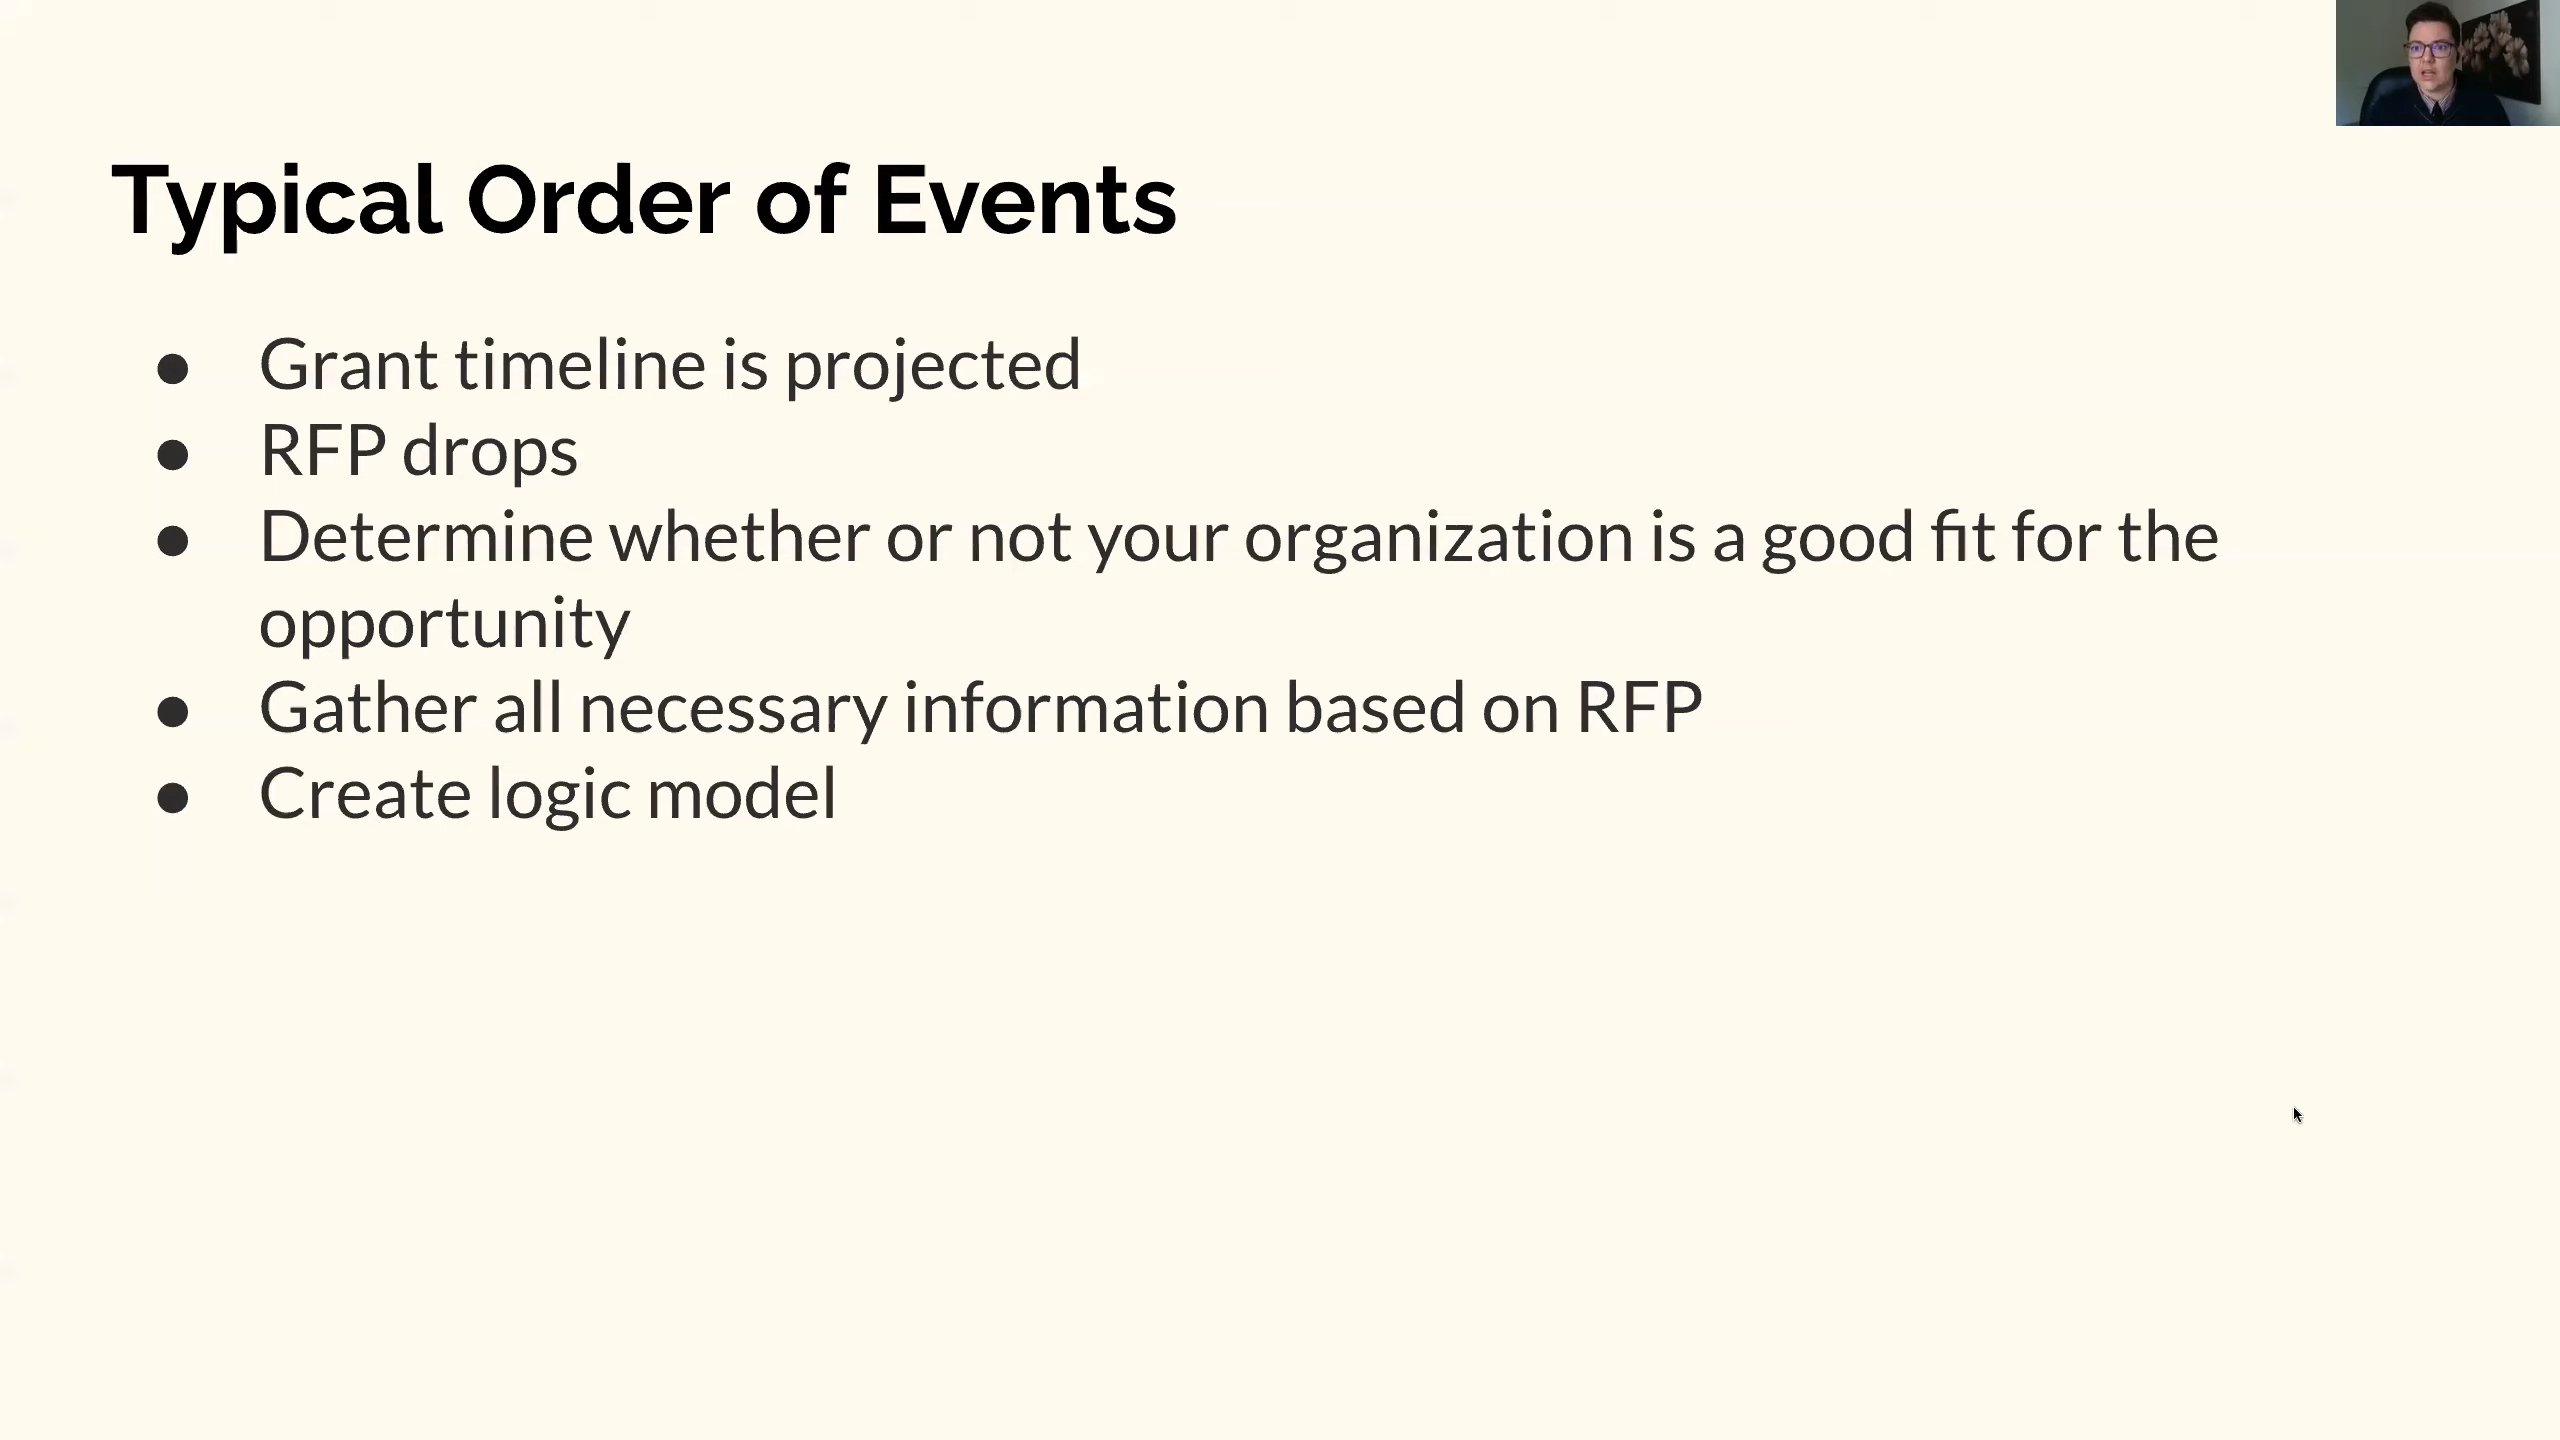 Typical Order of Events
● Grant timeline is projected
● RFP drops
● Determine whether or not your organization is a good fit for the
opportunity
● Gather all necessary information based on RFP
● Create logic model